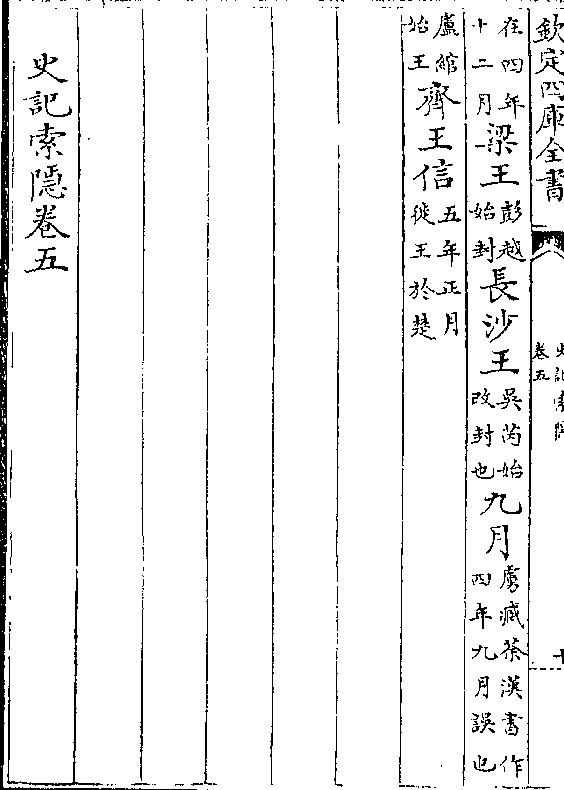 欽定四庫全書
史記索隱
卷五
在四年十二月梁王彭越始封長沙王吳芮始改封也九月虜臧荼漢書作四年九月誤也
盧綰始王齊王信五年正月徙王於楚
史記索隱卷五